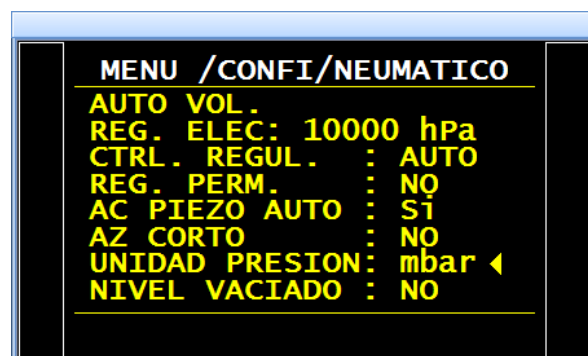 MENU /CONFI/NEUMATICO
AUTO VOL.
REG. ELEC: 10000 hPa
CTRL. REGUL. : AUTO
REG. PERM. : NO
AC PIEZO AUTO : Si
AZ CORTO : NO
UNIDAD PRESION: mbar
NIVEL VACIADO : NO